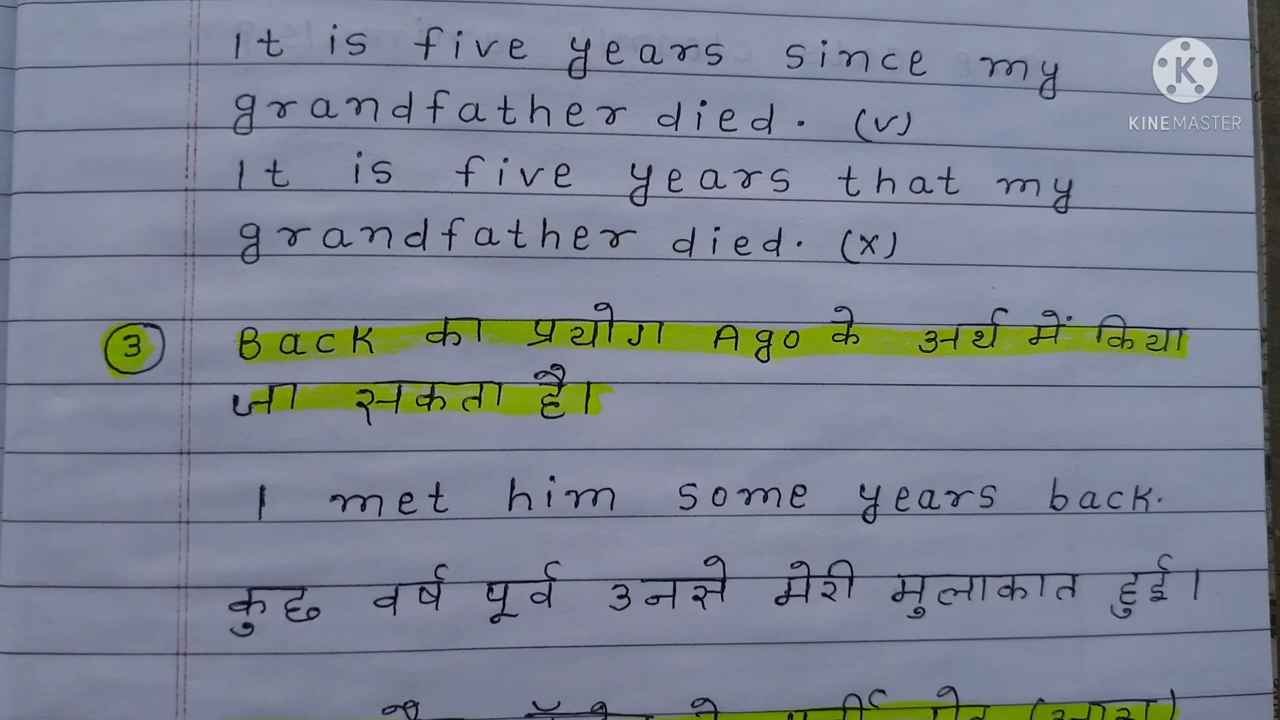 It is five years since my
grandfather died. (v)
It is five years that my
grandfather died. (x)
3 Back का प्रयोग Ago के अर्थ में किया
जा सकता है।
I met him some years back.
कुछ वर्ष पूर्व उनसे मेरी मुलाकात हुई।
K
KINEMASTER